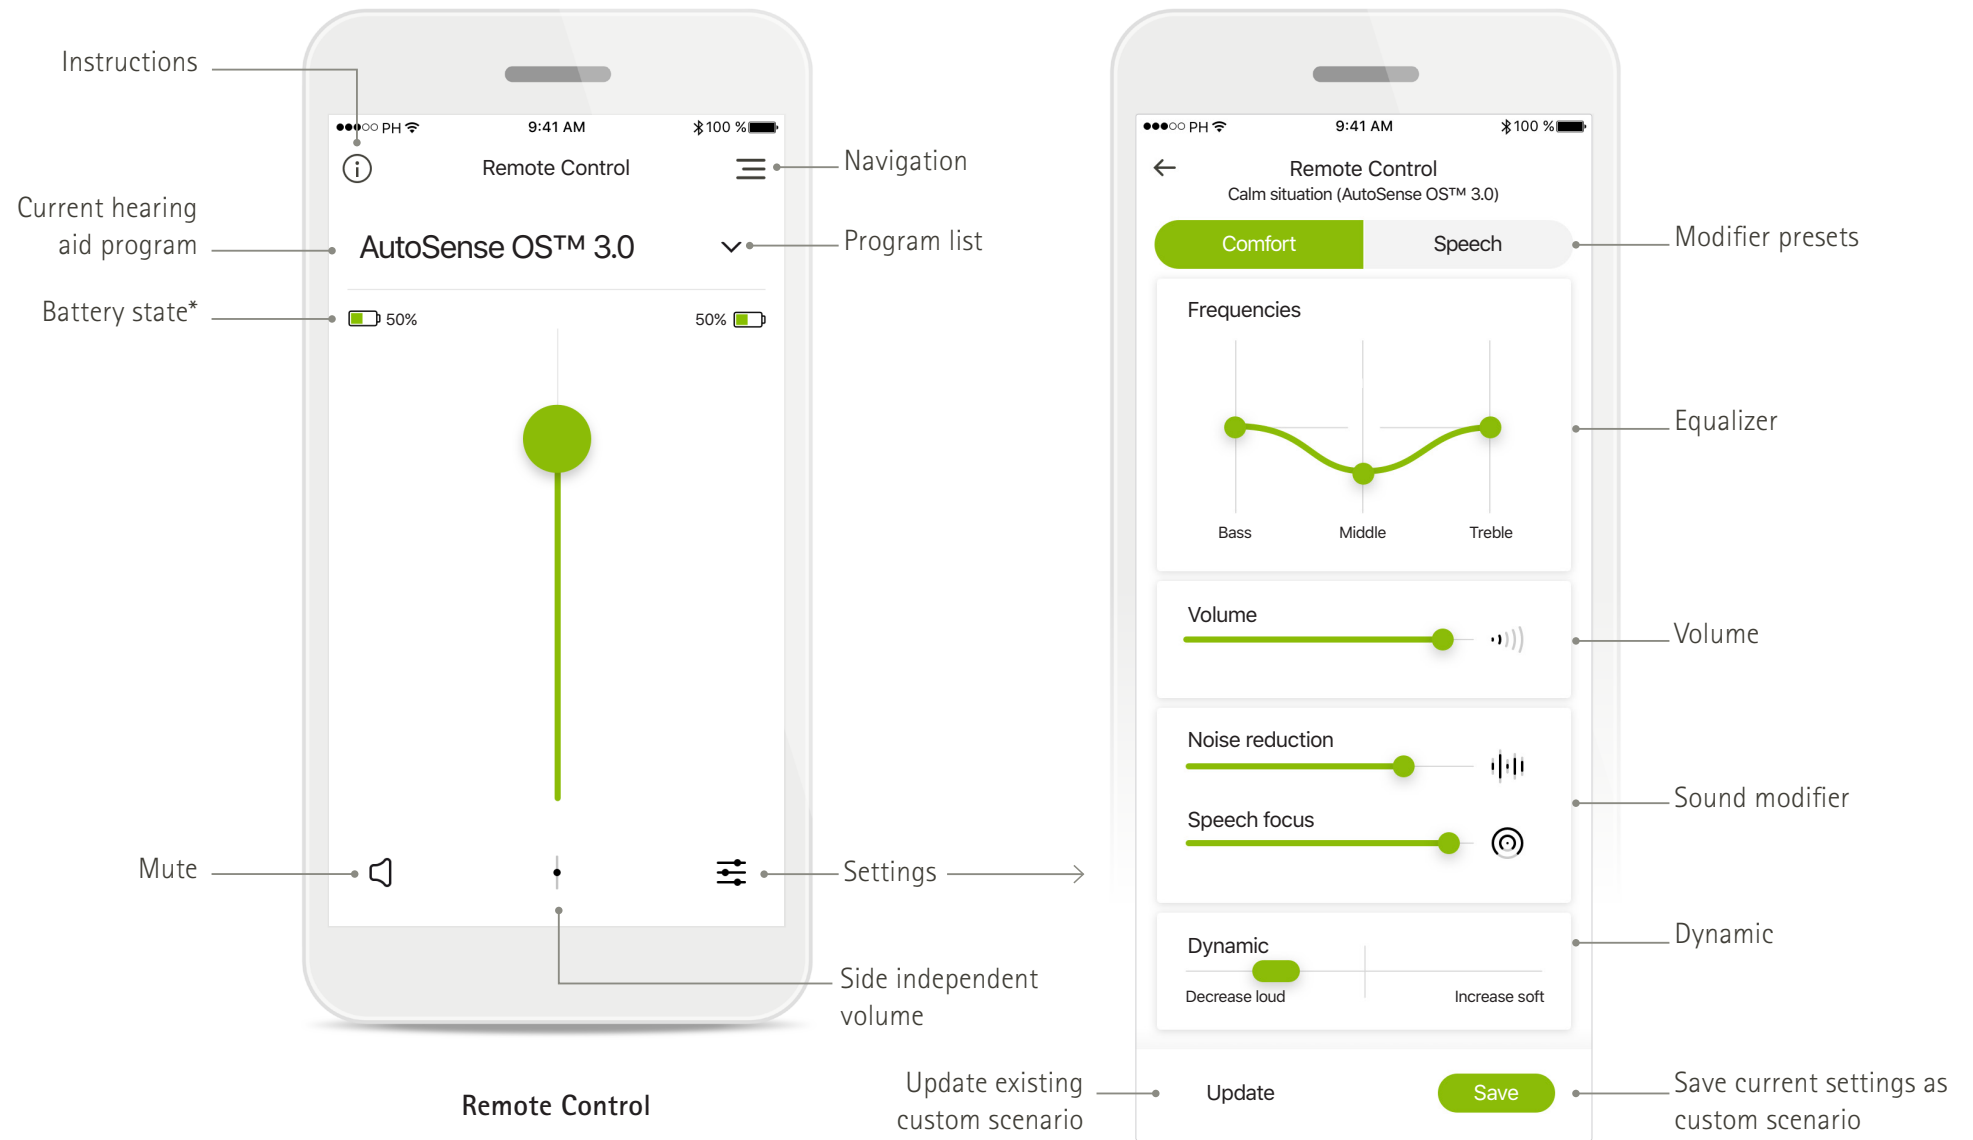 Instructions
Current hearing
aid program
Battery state*
Mute
PH
9:41 AM
100 %
Remote Control
AutoSense OS™ 3.0
50%
50%
Navigation
Program list
Settings
Side independent
volume
Remote Control
PH
9:41 AM
100 %
Remote Control
Calm situation (AutoSense OS™ 3.0)
Comfort
Speech
Frequencies
Bass
Middle
Treble
Volume
Noise reduction
Speech focus
Dynamic
Decrease loud
Increase soft
Update
Save
Update existing
custom scenario
Modifier presets
Equalizer
Volume
Sound modifier
Dynamic
Save current settings as
custom scenario